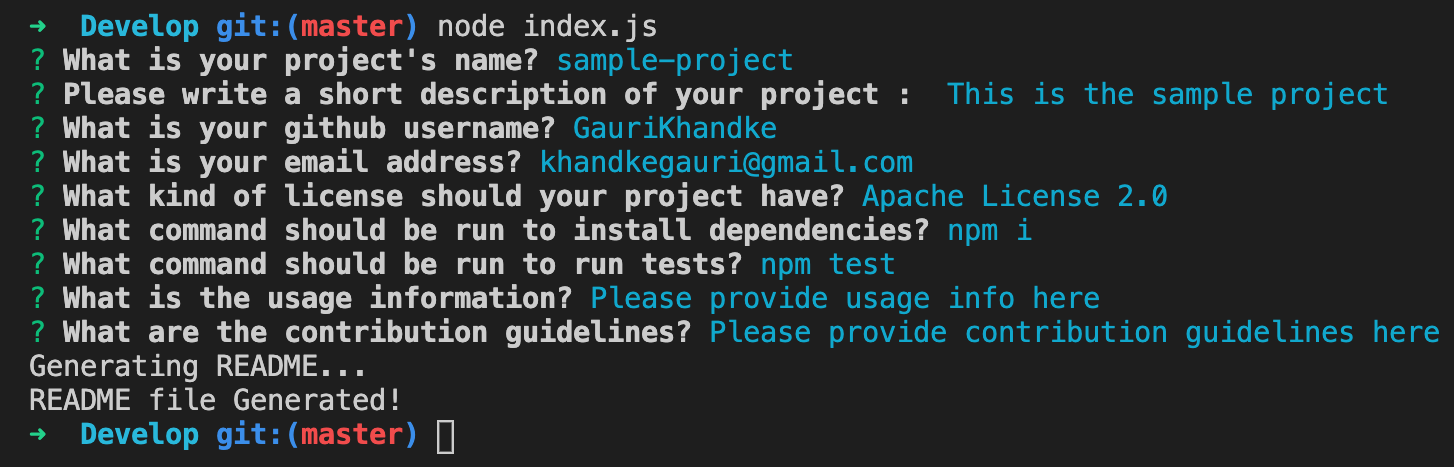 ➜  Develop git:(master) node index.js
? What is your project's name? sample-project
? Please write a short description of your project :  This is the sample project
? What is your github username? GauriKhandke
? What is your email address? khandkegauri@gmail.com
? What kind of license should your project have? Apache License 2.0
? What command should be run to install dependencies? npm i
? What command should be run to run tests? npm test
? What is the usage information? Please provide usage info here
? What are the contribution guidelines? Please provide contribution guidelines here
Generating README...
README file Generated!
➜  Develop git:(master)